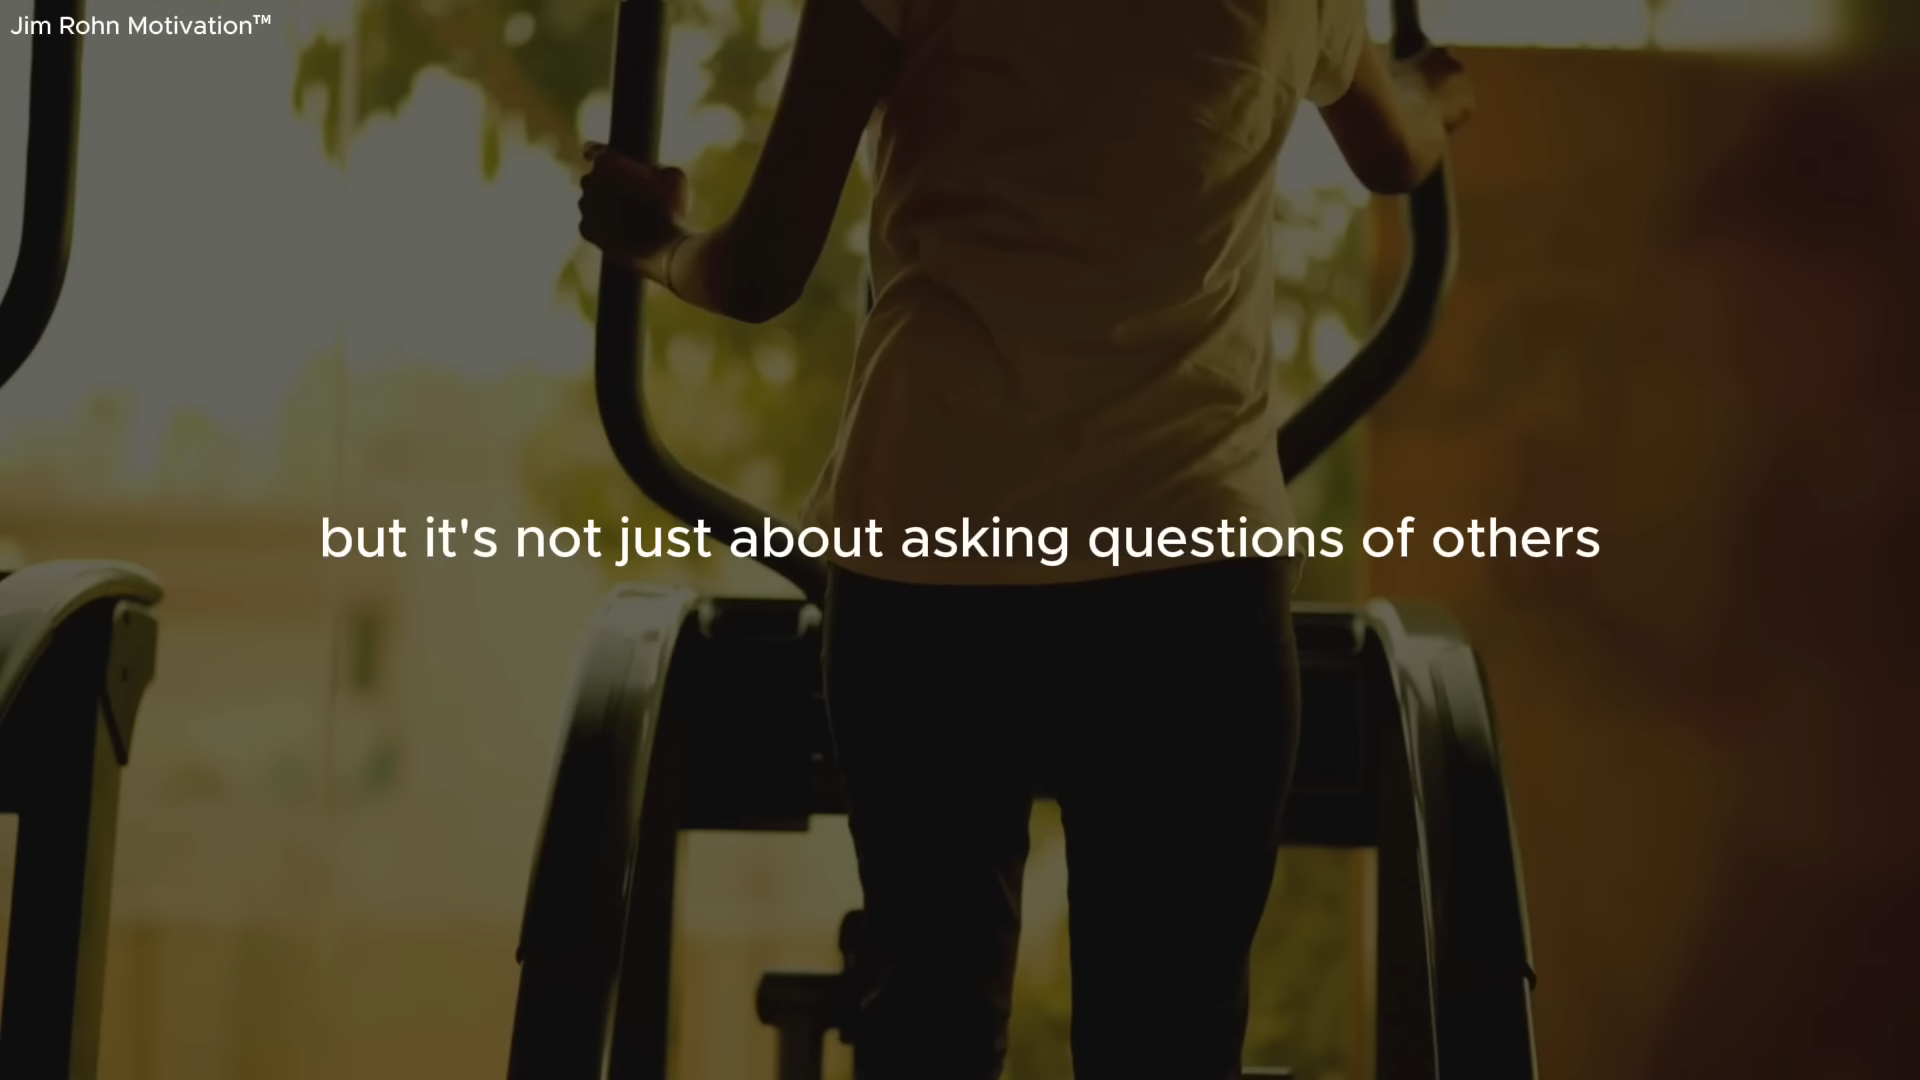 Jim Rohn Motivation™
but it's not just about asking questions of others